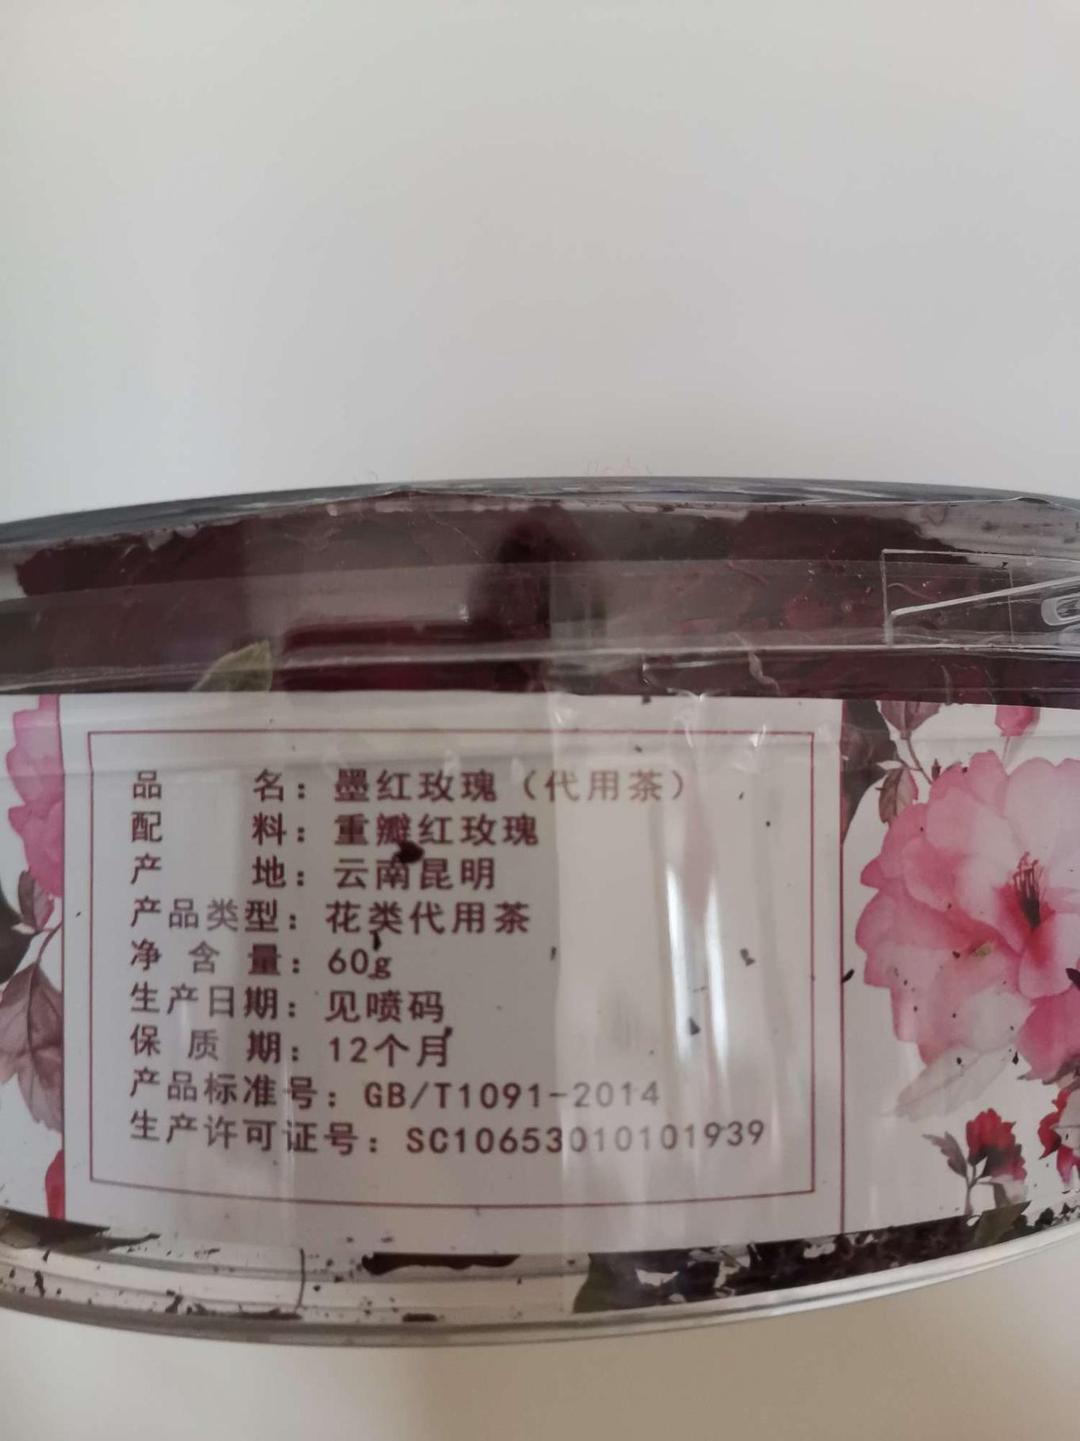 品名：墨红玫瑰（代用茶）
配料：重瓣红玫瑰
产地：云南昆明
产品类型：花类代用茶
净含量：60g
生产日期：见喷码
保质期：12个月
产品标准号：GB/T1091-2014
生产许可证号：SC10653010101939